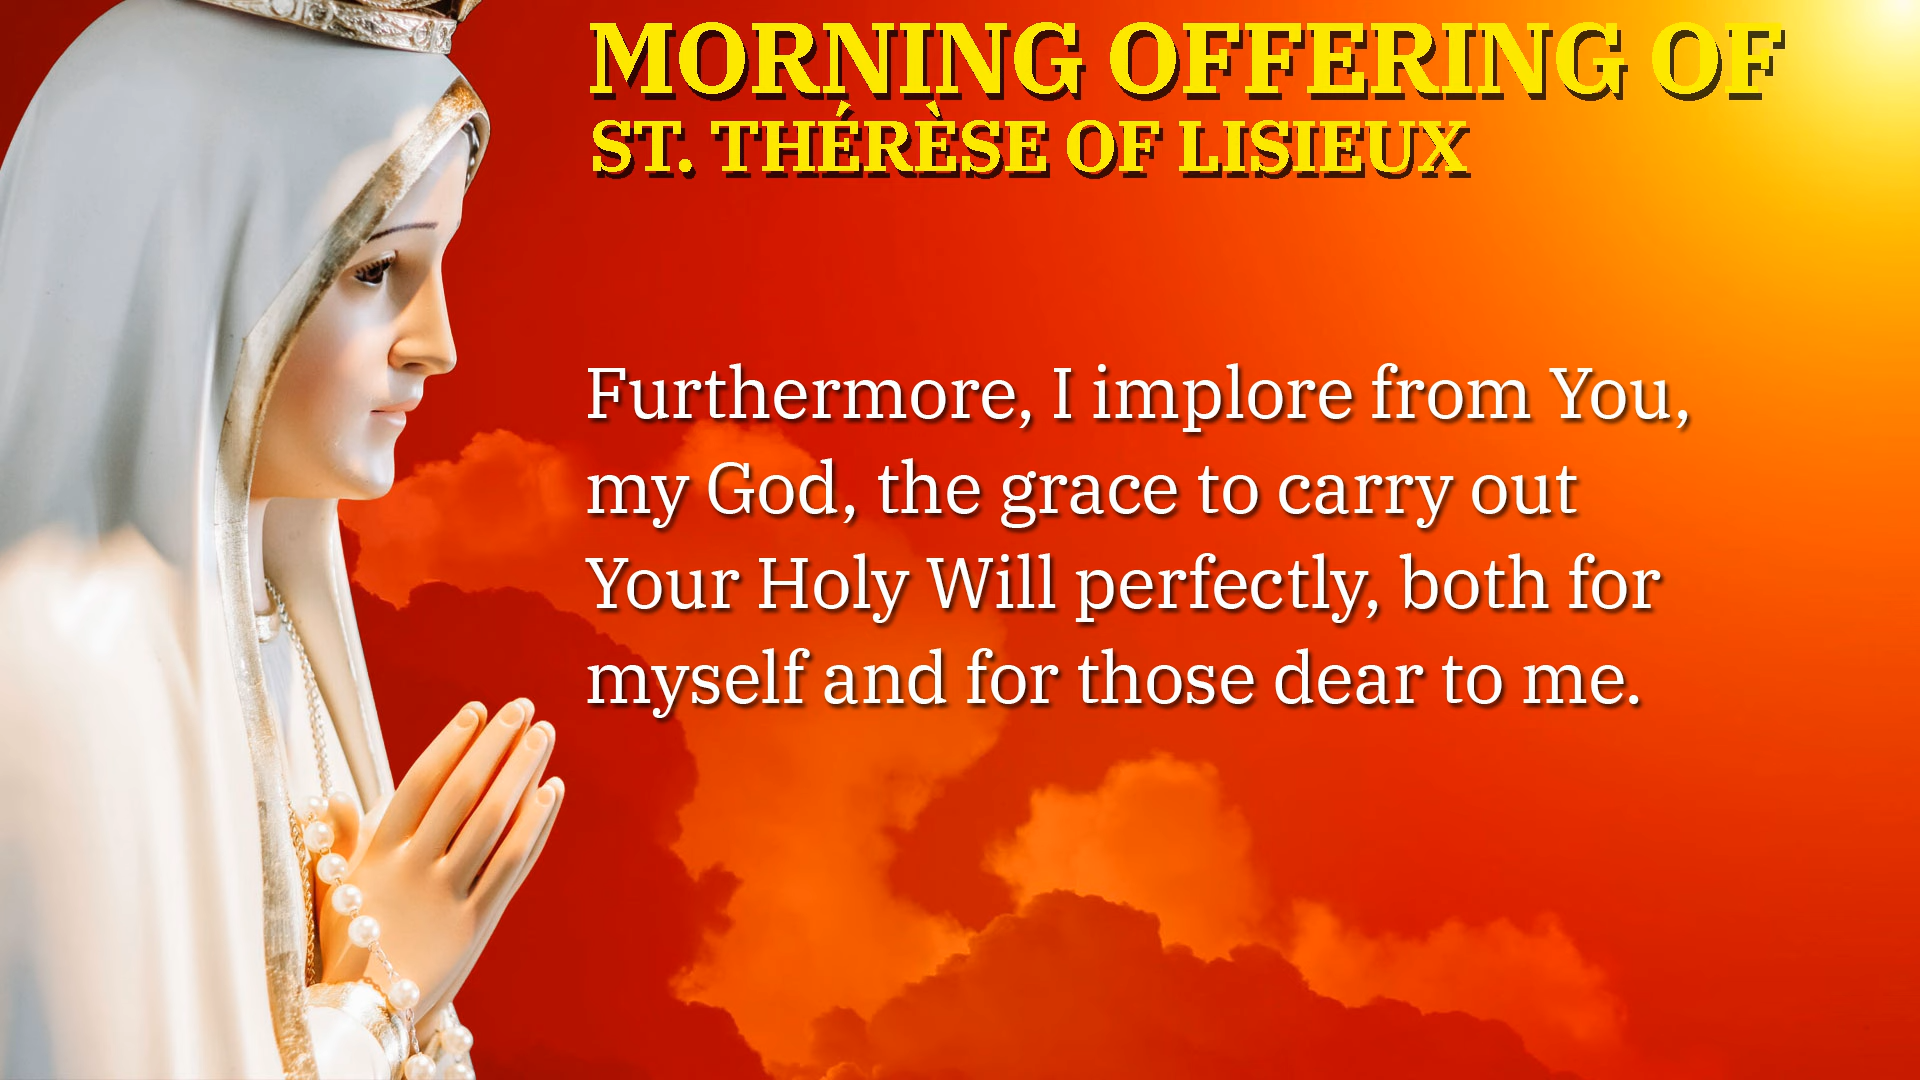 MORNING OFFERING OF
ST. THÉRÈSE OF LISIEUX
Furthermore, I implore from You,
my God, the grace to carry out
Your Holy Will perfectly, both for
myself and for those dear to me.